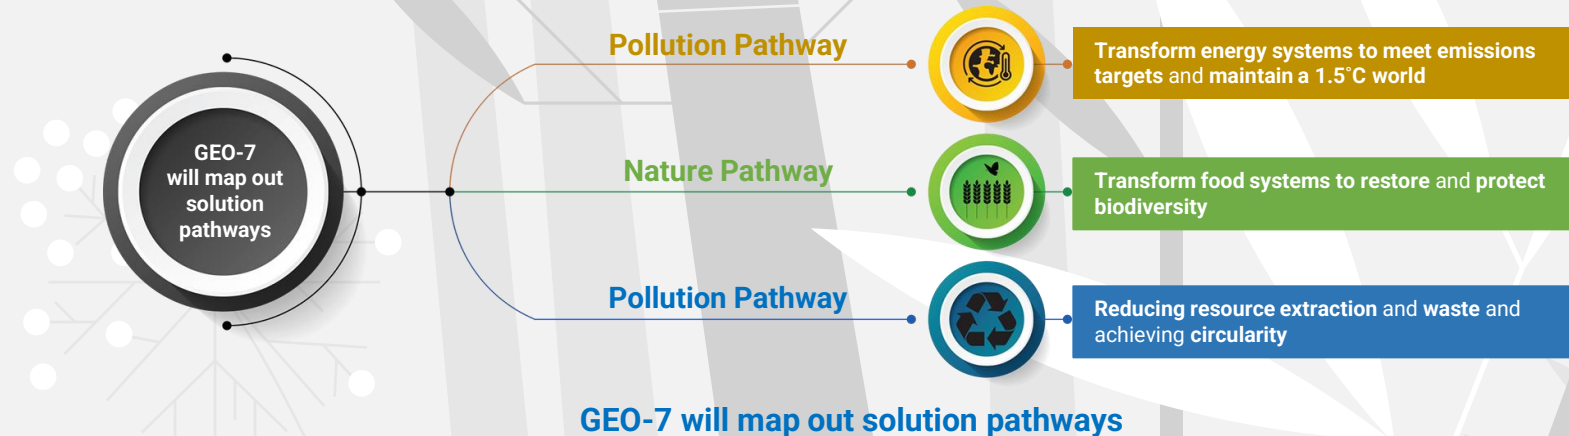 GEO-7
will map out
solution
pathways
Pollution Pathway
Transform energy systems to meet emissions
targets and maintain a 1.5˚C world
Nature Pathway
Transform food systems to restore and protect
biodiversity
Pollution Pathway
Reducing resource extraction and waste and
achieving circularity
GEO-7 will map out solution pathways